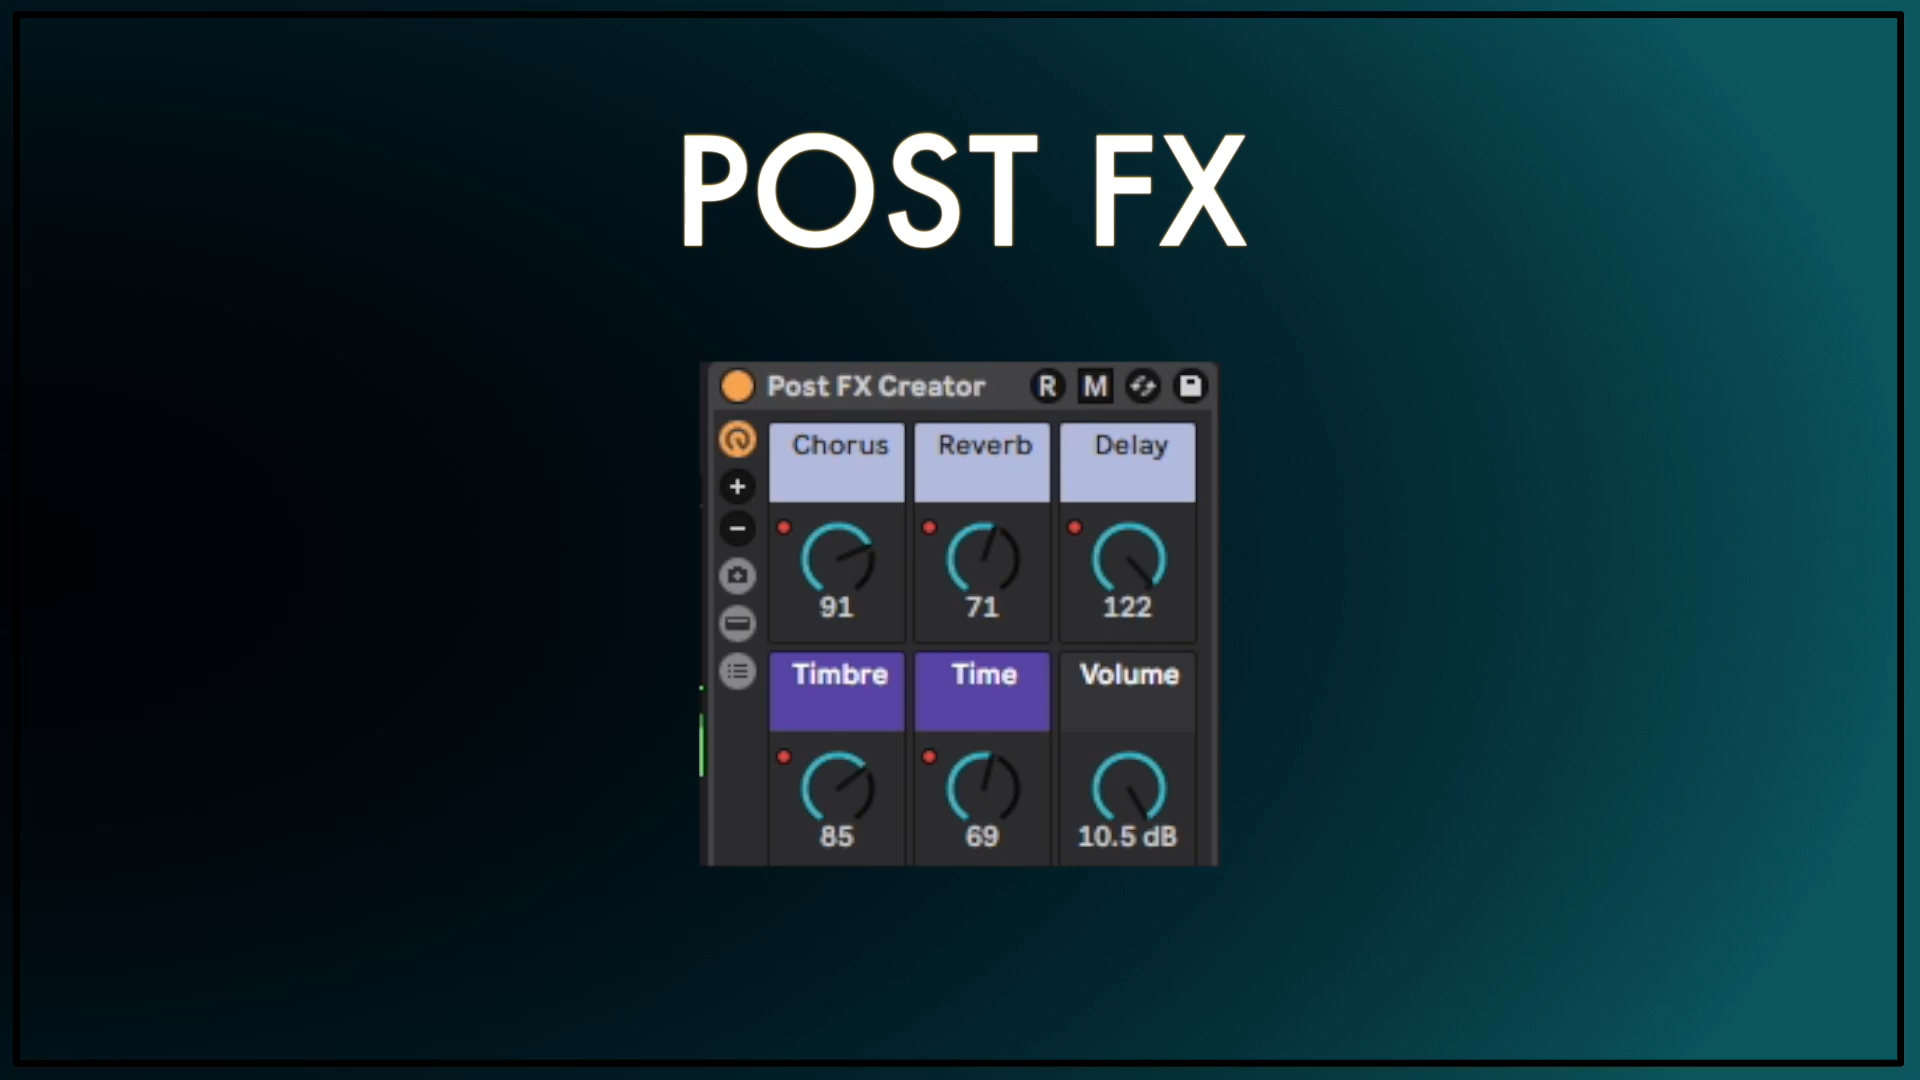 POST FX
Post FX Creator R M
Chorus Reverb Delay
91 71 122
Timbre Time Volume
85 69 10.5 dB